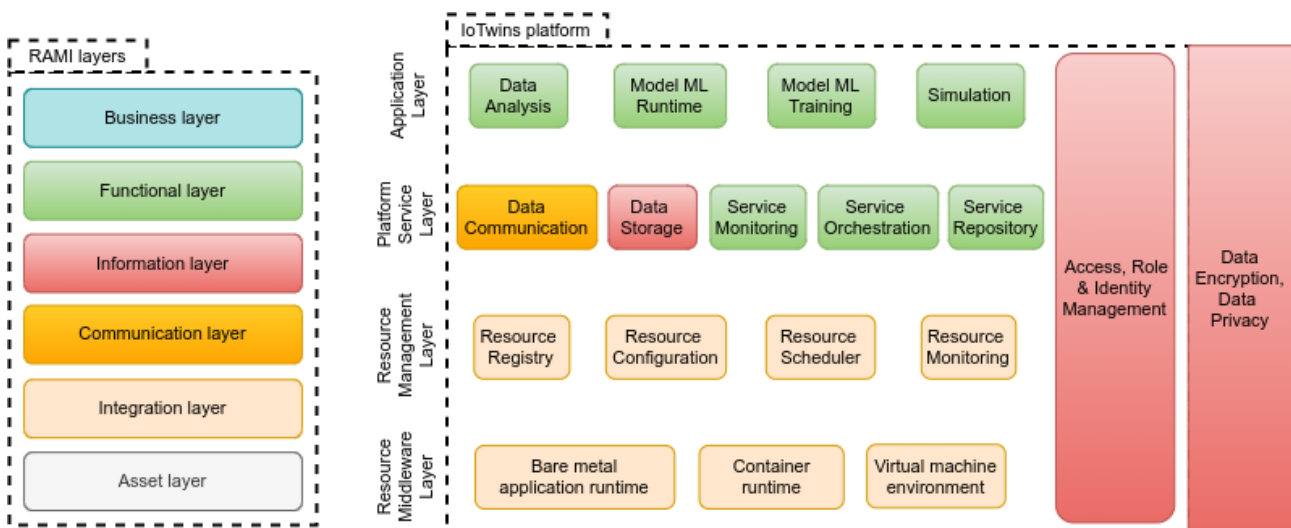 RAMI layers
Business layer
Functional layer
Information layer
Communication layer
Integration layer
Asset layer
IoTwins platform
Application
Layer
Data
Analysis
Model ML
Runtime
Model ML
Training
Simulation
Platform
Service
Layer
Data
Communication
Data
Storage
Service
Monitoring
Service
Orchestration
Service
Repository
Resource
Management
Layer
Resource
Registry
Resource
Configuration
Resource
Scheduler
Resource
Monitoring
Resource
Middleware
Layer
Bare metal
application runtime
Container
runtime
Virtual machine
environment
Access, Role
& Identity
Management
Data
Encryption,
Data
Privacy